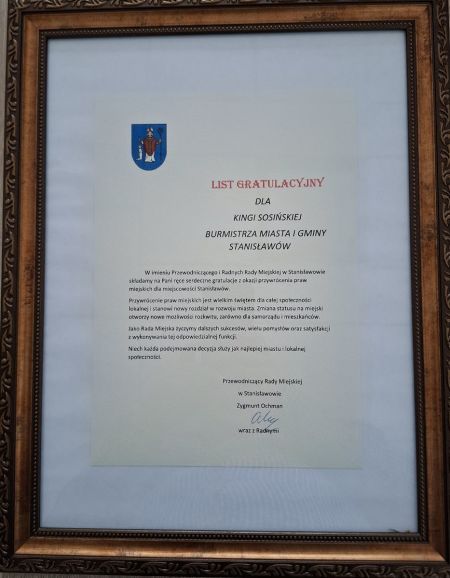 LIST GRATULACYJNY
DLA
KINGI SOSIŃSKIEJ
BURMISTRZA MIASTA I GMINY
STANISŁAWÓW
W imieniu Przewodniczącego i Radnych Rady Miejskiej w Stanisławowie
składamy na Pani ręce serdeczne gratulacje z okazji przywrócenia praw
miejskich dla miejscowości Stanisławów.
Przywrócenie praw miejskich jest wielkim świętem dla całej społeczności
lokalnej i stanowi nowy rozdział w rozwoju miasta. Zmiana statusu na miejski
otworzy nowe możliwości rozkwitu, zarówno dla samorządu i mieszkańców.
Jako Rada Miejska życzymy dalszych sukcesów, wielu pomysłów oraz satysfakcji
z wykonywania tej odpowiedzialnej funkcji.
Niech każda podejmowana decyzja służy jak najlepiej miastu i lokalnej
społeczności.
Przewodniczący Rady Miejskiej
w Stanisławowie
Zygmunt Ochman
wraz z Radnymi